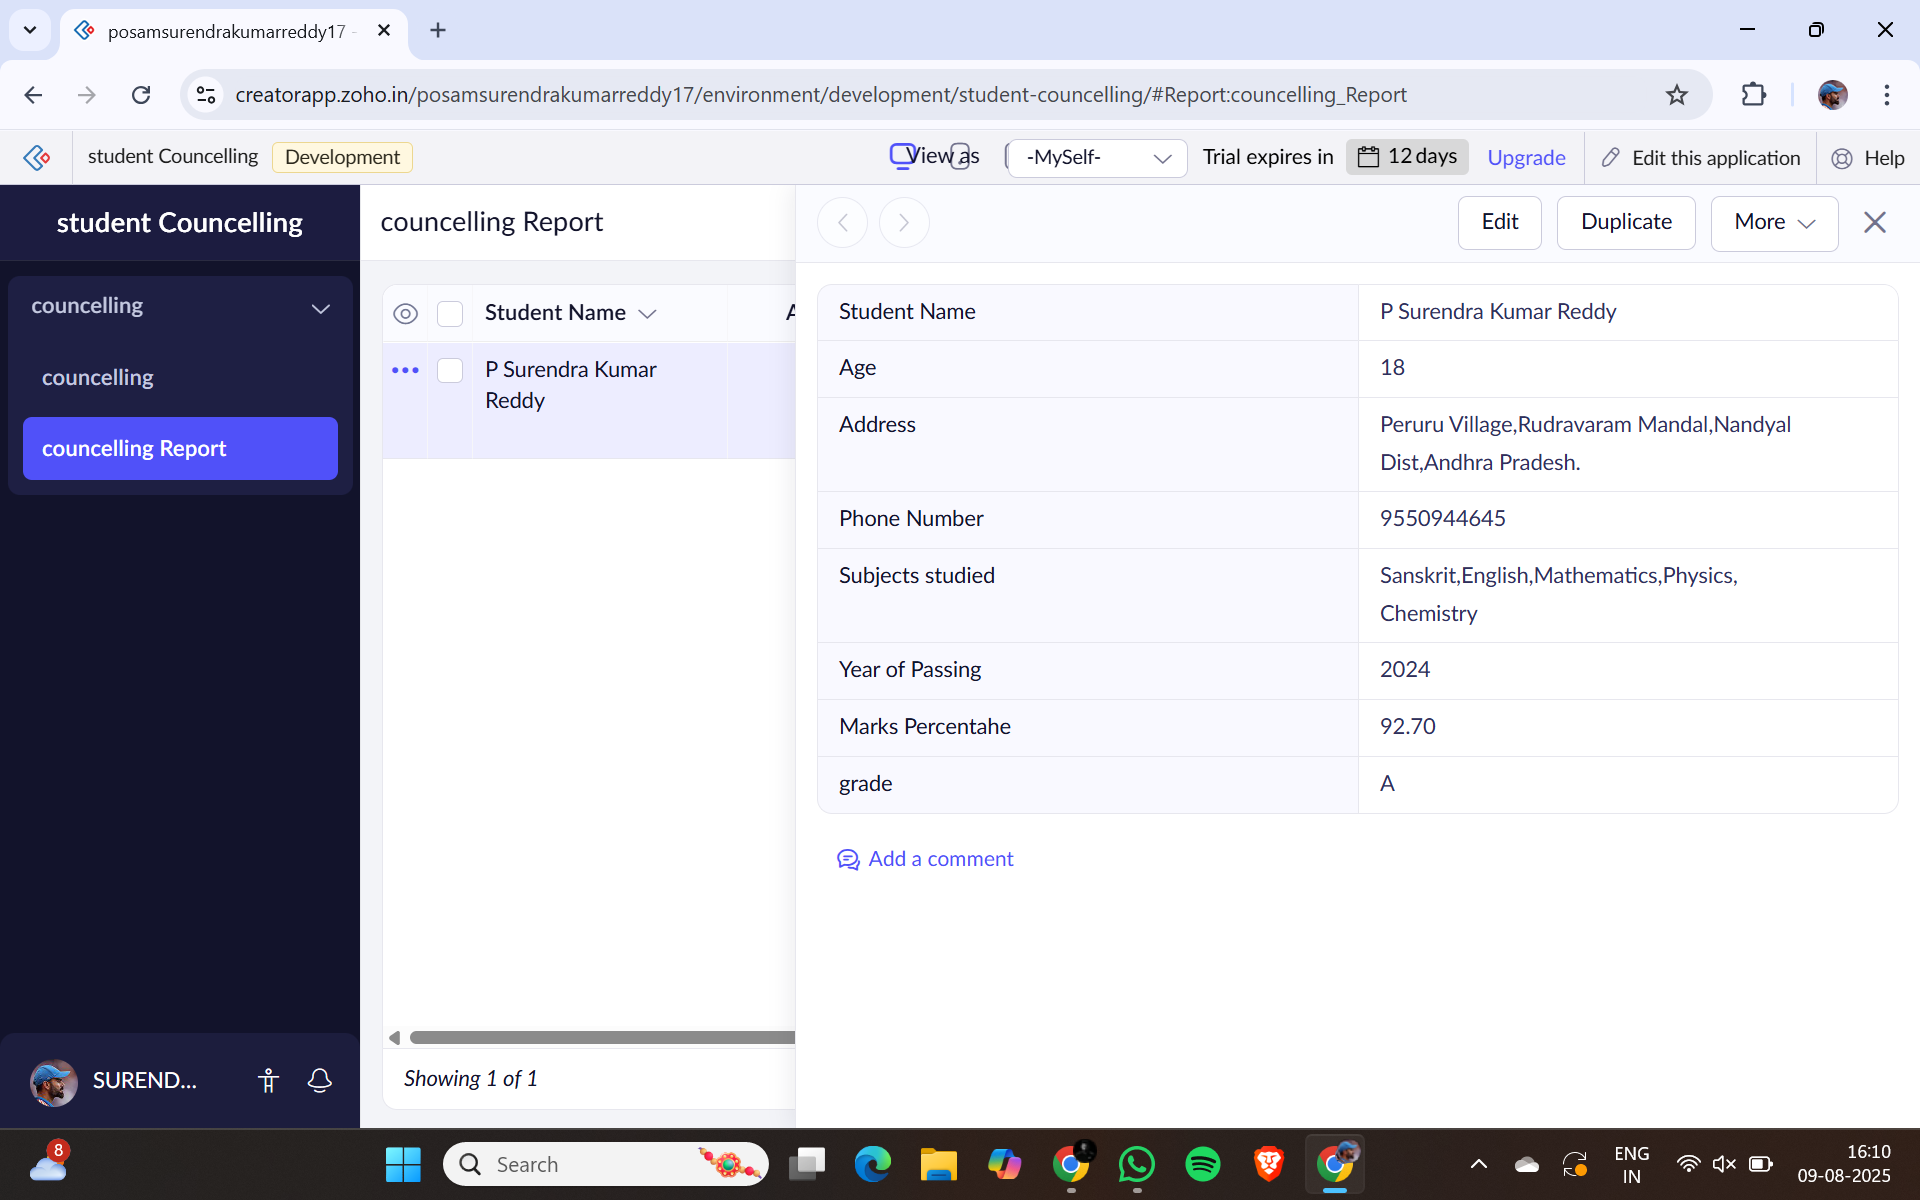 posamsurendrakumarreddy17 -
creatorapp.zoho.in/posamsurendrakumarreddy17/environment/development/student-councelling/#Report:councelling_Report
student Councelling
Development
View as
-MySelf-
Trial expires in
12 days
Upgrade
Edit this application
Help
student Councelling
councelling
councelling
councelling Report
SUREND...
councelling Report
Student Name
P Surendra Kumar
Reddy
Showing 1 of 1
Edit
Duplicate
More
Student Name
P Surendra Kumar Reddy
Age
18
Address
Peruru Village,Rudravaram Mandal,Nandyal
Dist,Andhra Pradesh.
Phone Number
9550944645
Subjects studied
Sanskrit,English,Mathematics,Physics,
Chemistry
Year of Passing
2024
Marks Percentahe
92.70
grade
A
Add a comment
8
Search
ENG
IN
16:10
09-08-2025